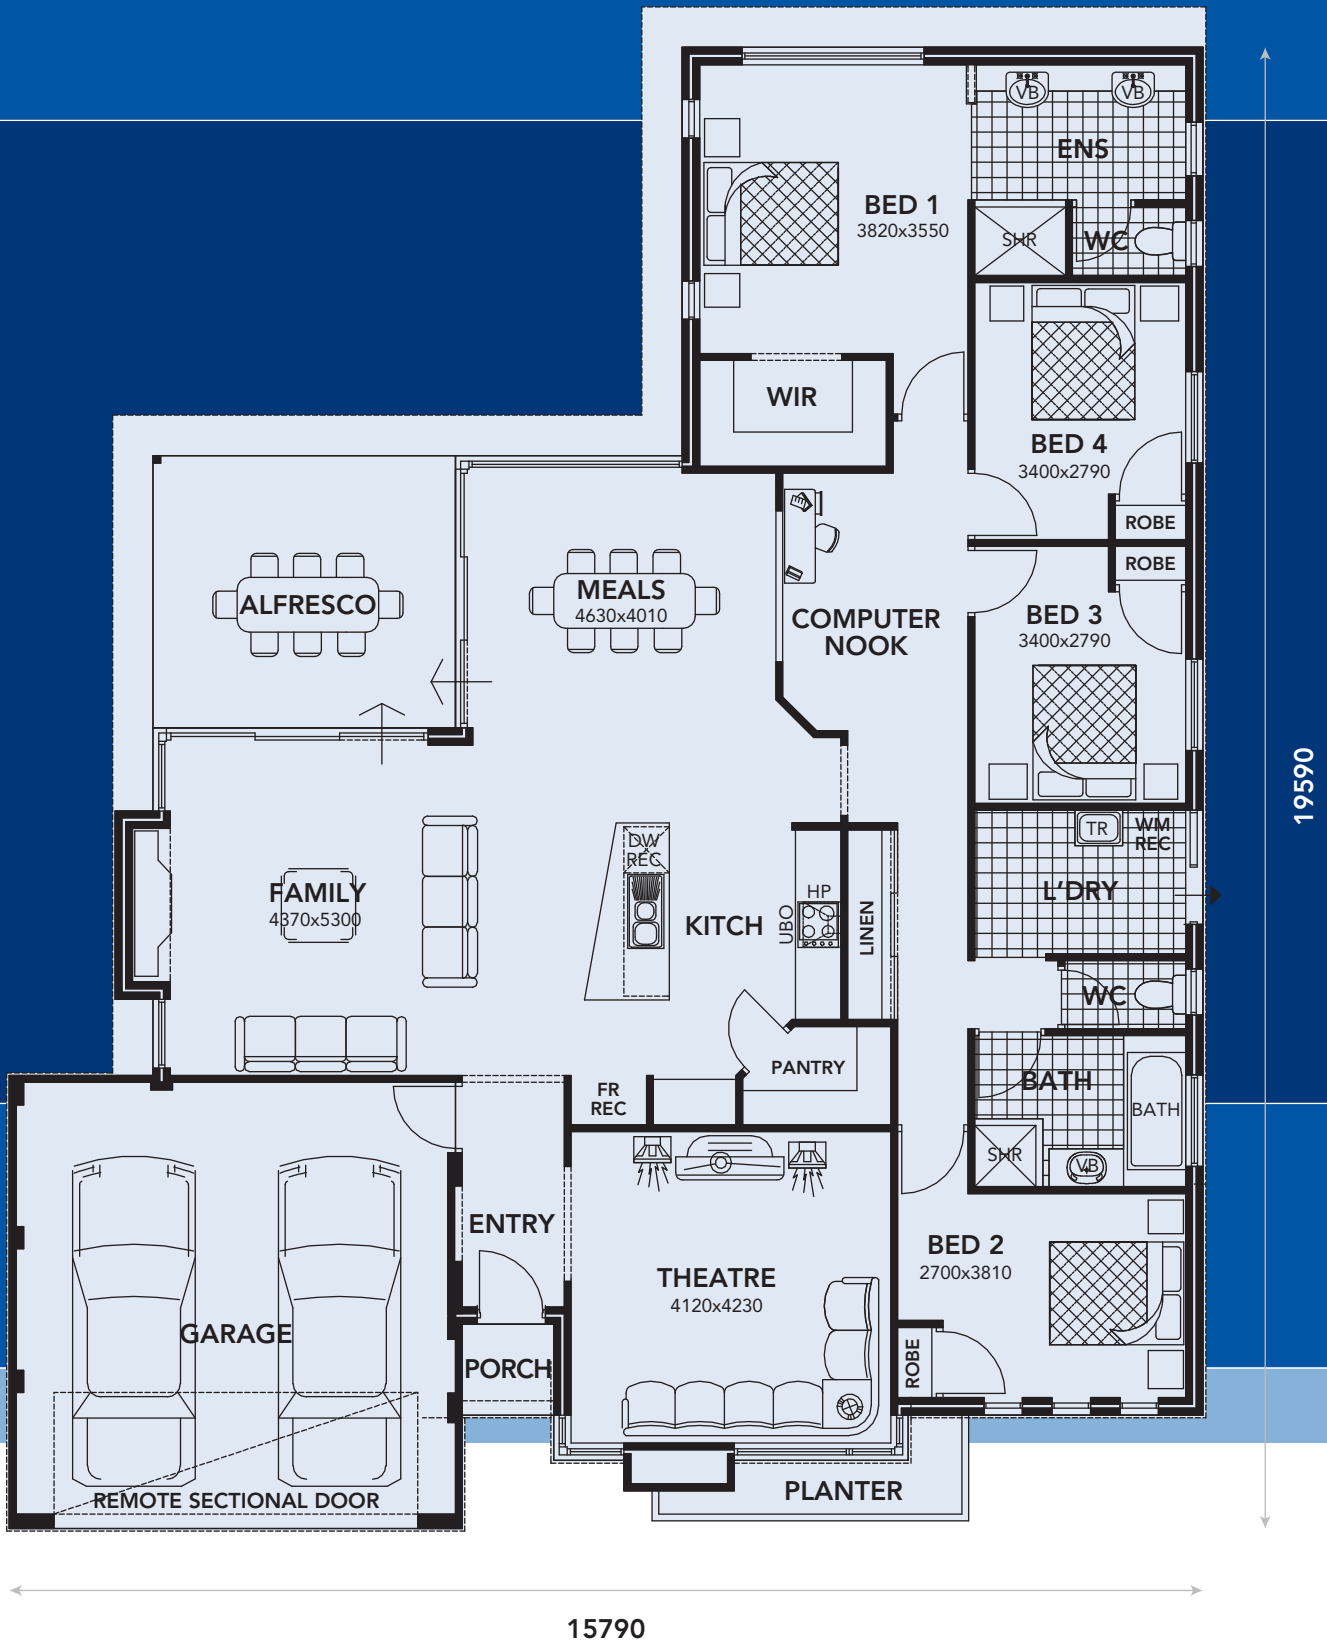 VB
VB
ENS
BED 1
3820x3550
SHR
WC
WIR
BED 4
3400x2790
ROBE
ROBE
ALFRESCO
MEALS
4630x4010
COMPUTER
NOOK
BED 3
3400x2790
19590
DW
REC
TR
WM
REC
FAMILY
4370x5300
KITCH
UBO
HP
LINEN
L'DRY
WC
PANTRY
FR
REC
BATH
BATH
SHR
VB
ENTRY
THEATRE
4120x4230
BED 2
2700x3810
GARAGE
PORCH
ROBE
REMOTE SECTIONAL DOOR
PLANTER
15790